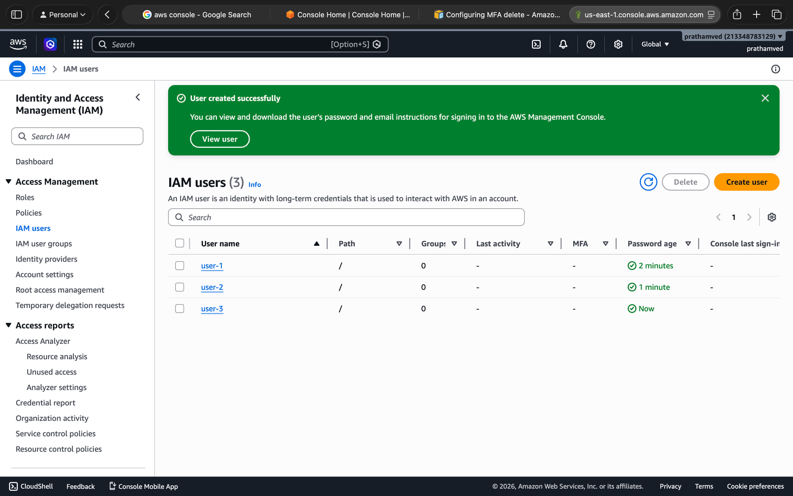 Personal
aws console - Google Search
Console Home | Console Home |...
Configuring MFA delete - Amazo...
us-east-1.console.aws.amazon.com
aws
Search
[Option+S]
Global
prathamved (213348783129)
prathamved
IAM > IAM users
Identity and Access Management (IAM)
Search IAM
Dashboard
Access Management
Roles
Policies
IAM users
IAM user groups
Identity providers
Account settings
Root access management
Temporary delegation requests
Access reports
Access Analyzer
Resource analysis
Unused access
Analyzer settings
Credential report
Organization activity
Service control policies
Resource control policies
User created successfully
You can view and download the user's password and email instructions for signing in to the AWS Management Console.
View user
IAM users (3) Info
Delete
Create user
An IAM user is an identity with long-term credentials that is used to interact with AWS in an account.
Search
1
User name | Path | Groups | Last activity | MFA | Password age | Console last sign-in
user-1 / 0 - - 2 minutes -
user-2 / 0 - - 1 minute -
user-3 / 0 - - Now -
CloudShell Feedback Console Mobile App © 2026, Amazon Web Services, Inc. or its affiliates. Privacy Terms Cookie preferences